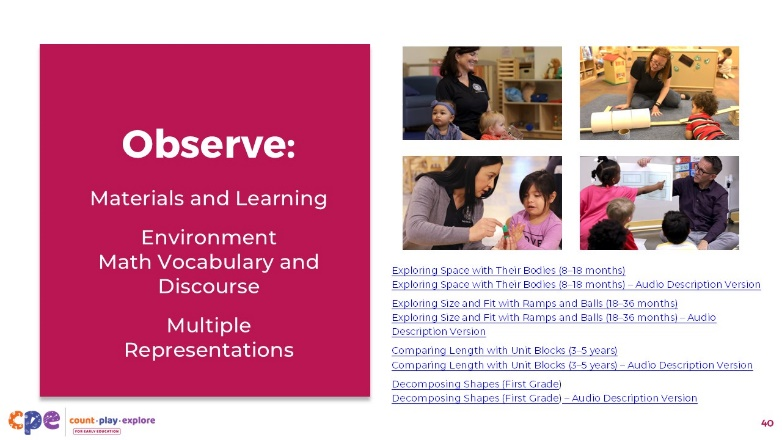 Observe:
Materials and Learning
Environment
Math Vocabulary and
Discourse
Multiple
Representations
Exploring Space with Their Bodies (8–18 months)
Exploring Space with Their Bodies (8–18 months) – Audio Description Version
Exploring Size and Fit with Ramps and Balls (18–36 months)
Exploring Size and Fit with Ramps and Balls (18–36 months) – Audio
Description Version
Comparing Length with Unit Blocks (3–5 years)
Comparing Length with Unit Blocks (3–5 years) – Audio Description Version
Decomposing Shapes (First Grade)
Decomposing Shapes (First Grade) – Audio Description Version
cpe
count·play·explore
FOR EARLY EDUCATION
40